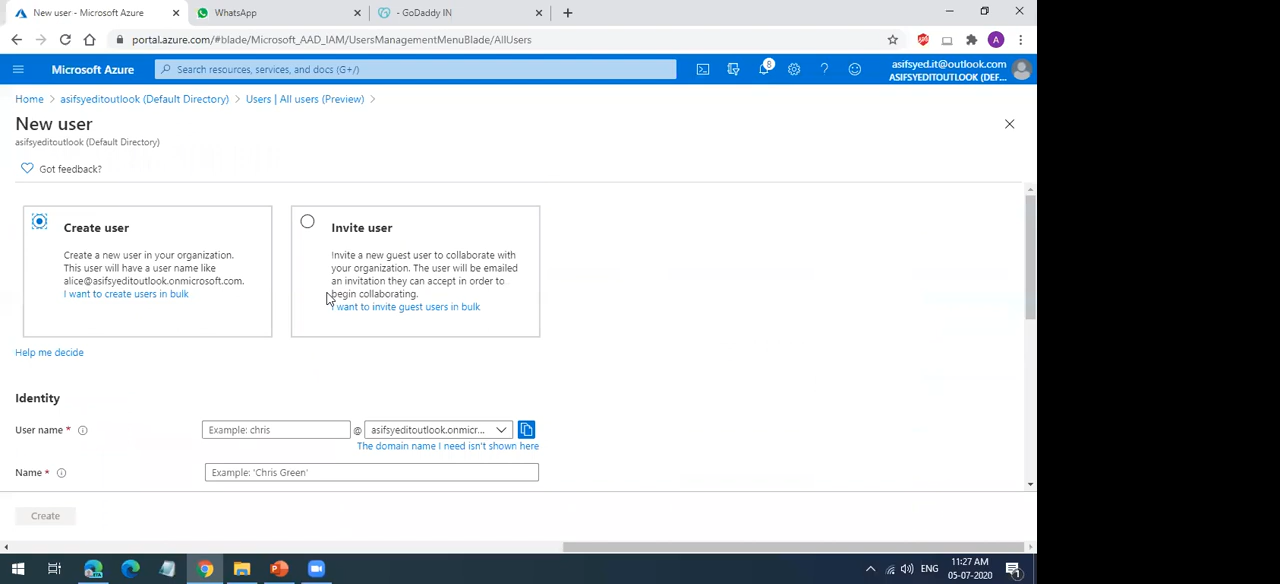 New user - Microsoft Azure
WhatsApp
- GoDaddy IN
portal.azure.com/#blade/Microsoft_AAD_IAM/UsersManagementMenuBlade/AllUsers
A
Microsoft Azure
Search resources, services, and docs (G+/)
8
asifsyed.it@outlook.com
ASIFSYEDITOUTLOOK (DEF...
Home > asifsyeditoutlook (Default Directory) > Users | All users (Preview) >
New user
asifsyeditoutlook (Default Directory)
Got feedback?
Create user
Create a new user in your organization.
This user will have a user name like
alice@asifsyeditoutlook.onmicrosoft.com.
I want to create users in bulk
Invite user
Invite a new guest user to collaborate with
your organization. The user will be emailed
an invitation they can accept in order to
begin collaborating.
I want to invite guest users in bulk
Help me decide
Identity
User name *
Example: chris
@
asifsyeditoutlook.onmicr...
The domain name I need isn't shown here
Name *
Example: 'Chris Green'
Create
ENG
11:27 AM
05-07-2020
1